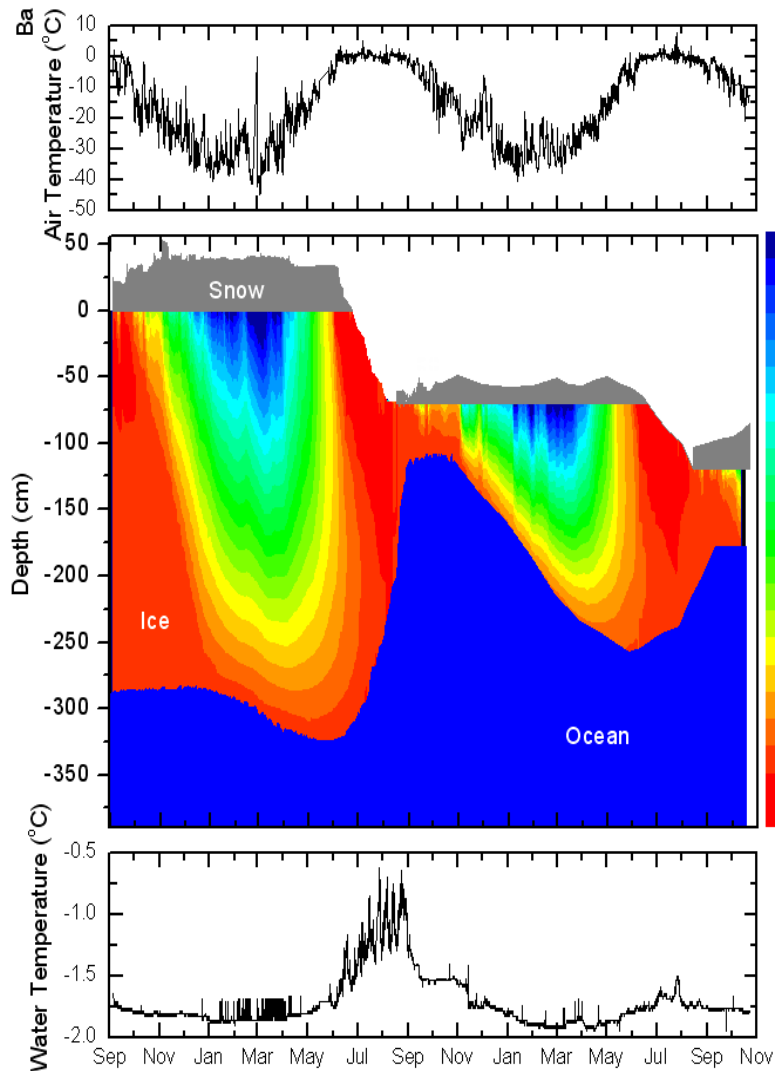 Ba
Air Temperature (°C)
10
0
-10
-20
-30
-40
-50
Depth (cm)
50
0
-50
-100
-150
-200
-250
-300
-350
Snow
Ice
Ocean
Water Temperature (°C)
-0.5
-1.0
-1.5
-2.0
Sep Nov Jan Mar May Jul Sep Nov Jan Mar May Jul Sep Nov